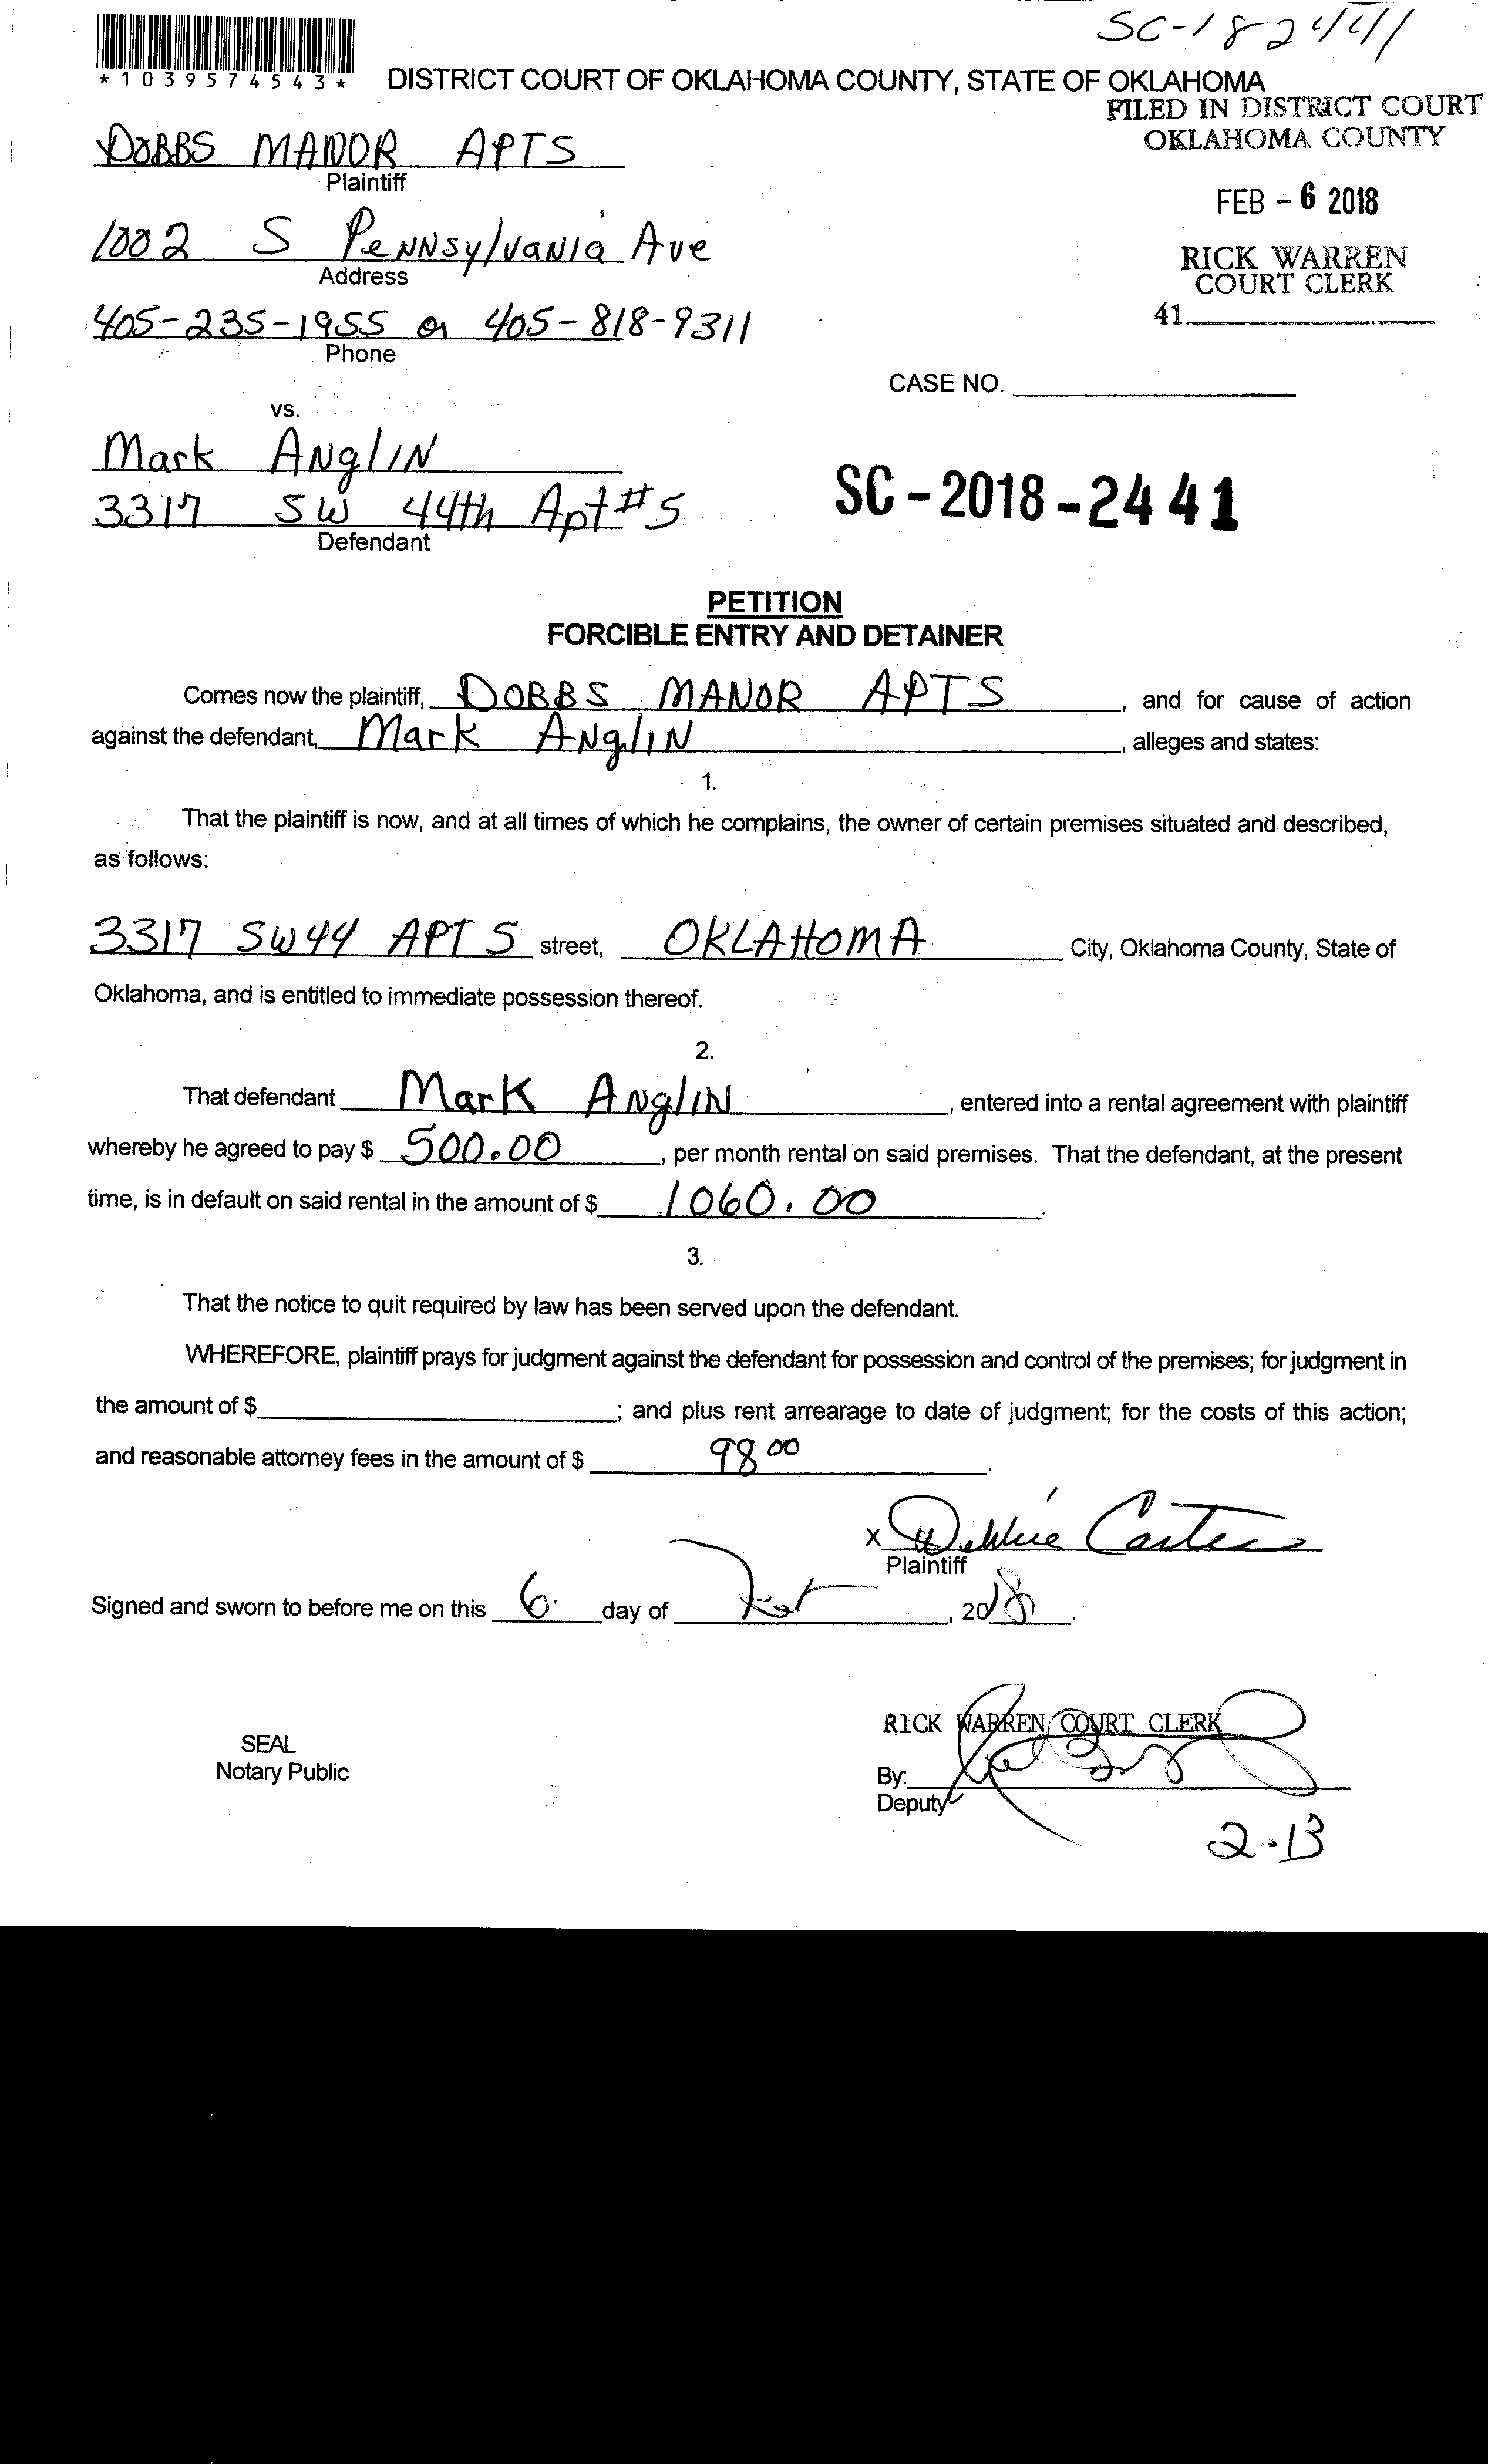 SC-18-2441
*1039574543*
DISTRICT COURT OF OKLAHOMA COUNTY, STATE OF OKLAHOMA
FILED IN DISTRICT COURT
OKLAHOMA COUNTY
DOBBS MANOR APTS
Plaintiff
FEB - 6 2018
1002 S Pennsylvania Ave
Address
RICK WARREN
COURT CLERK
405-235-1955 or 405-818-9311
Phone
41
CASE NO.
vs.
Mark Anglin
3317 SW 44th Apt #5
Defendant
SC-2018-2441
PETITION
FORCIBLE ENTRY AND DETAINER
Comes now the plaintiff, DOBBS MANOR APTS, and for cause of action
against the defendant, Mark Anglin, alleges and states:
1.
That the plaintiff is now, and at all times of which he complains, the owner of certain premises situated and described,
as follows:
3317 SW44 APT 5 street, OKLAHOMA City, Oklahoma County, State of
Oklahoma, and is entitled to immediate possession thereof.
2.
That defendant Mark Anglin, entered into a rental agreement with plaintiff
whereby he agreed to pay $ 500.00, per month rental on said premises. That the defendant, at the present
time, is in default on said rental in the amount of $ 1060.00.
3.
That the notice to quit required by law has been served upon the defendant.
WHEREFORE, plaintiff prays for judgment against the defendant for possession and control of the premises; for judgment in
the amount of $; and plus rent arrearage to date of judgment; for the costs of this action;
and reasonable attorney fees in the amount of $ 98 00.
x Debbie Carter
Plaintiff
Signed and sworn to before me on this 6 day of , 2018.
RICK WARREN COURT CLERK
SEAL
Notary Public
By:
Deputy
2-13